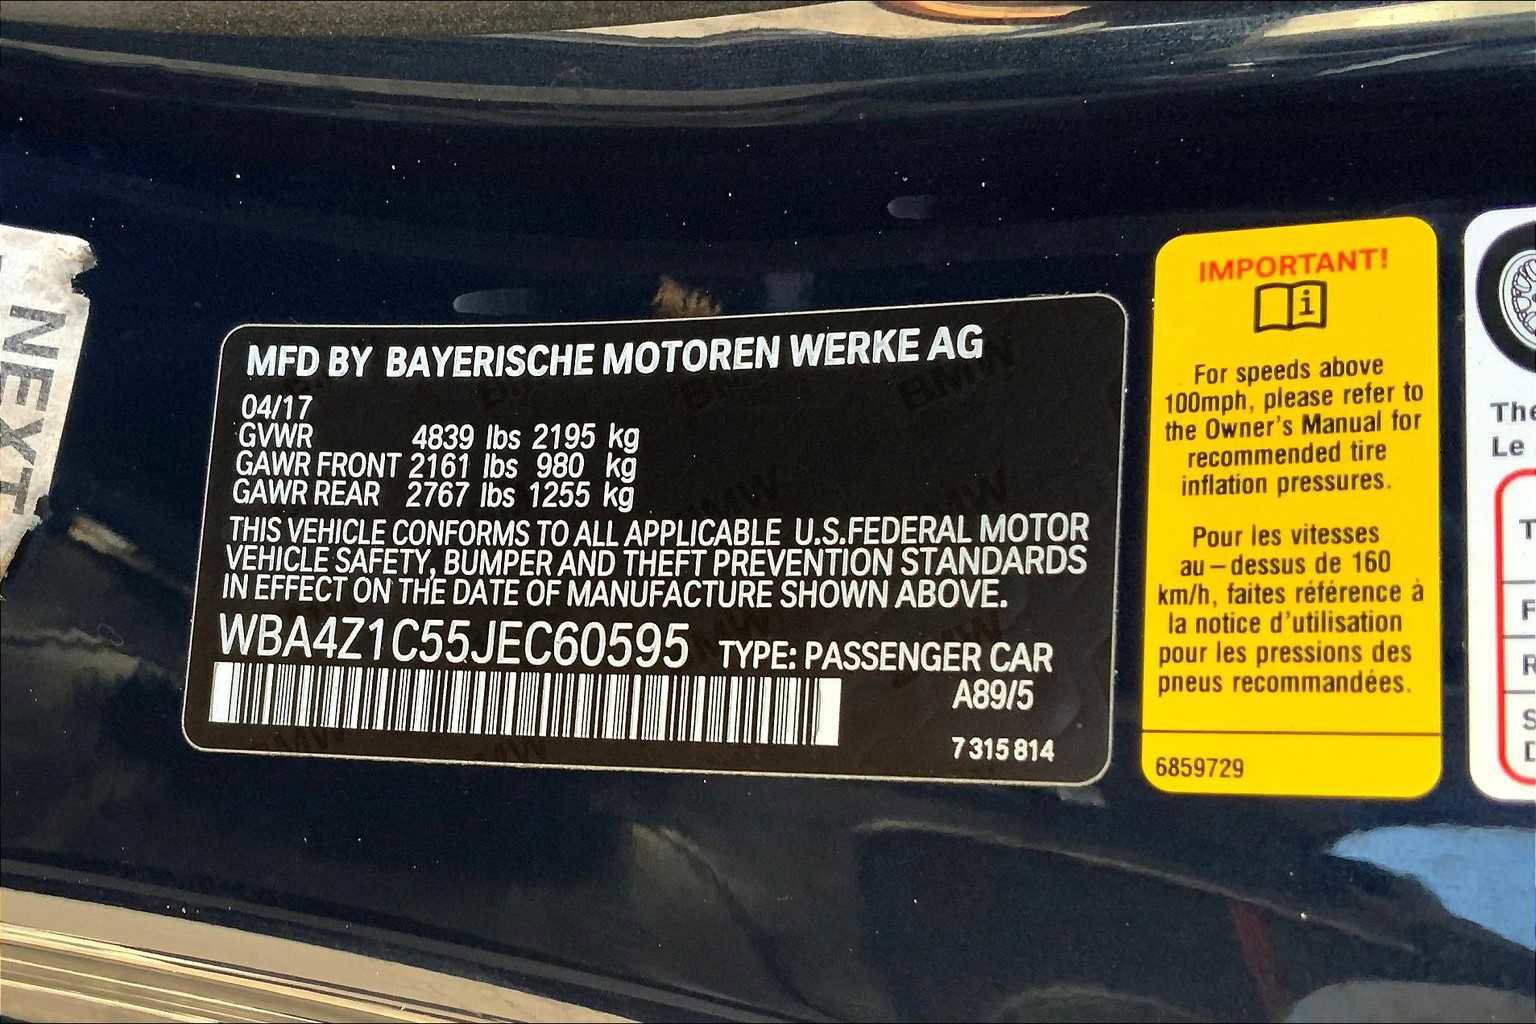 NEXT
MFD BY BAYERISCHE MOTOREN WERKE AG
04/17
GVWR 4839 lbs 2195 kg
GAWR FRONT 2161 lbs 980 kg
GAWR REAR 2767 lbs 1255 kg
THIS VEHICLE CONFORMS TO ALL APPLICABLE U.S.FEDERAL MOTOR
VEHICLE SAFETY, BUMPER AND THEFT PREVENTION STANDARDS
IN EFFECT ON THE DATE OF MANUFACTURE SHOWN ABOVE.
WBA4Z1C55JEC60595 TYPE: PASSENGER CAR
A89/5
7 315 814
IMPORTANT!
For speeds above
100mph, please refer to
the Owner's Manual for
recommended tire
inflation pressures.
Pour les vitesses
au – dessus de 160
km/h, faites référence à
la notice d'utilisation
pour les pressions des
pneus recommandées.
6859729
The
Le